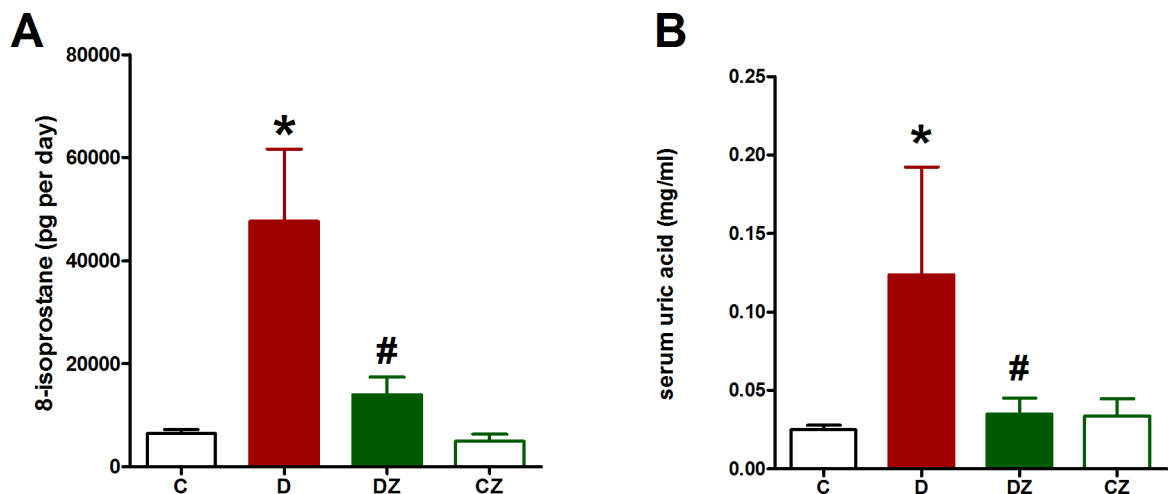 A
8-isoprostane (pg per day)
80000
60000
40000
20000
0
*
#
C D DZ CZ
B
serum uric acid (mg/ml)
0.25
0.20
0.15
0.10
0.05
0.00
*
#
C D DZ CZ